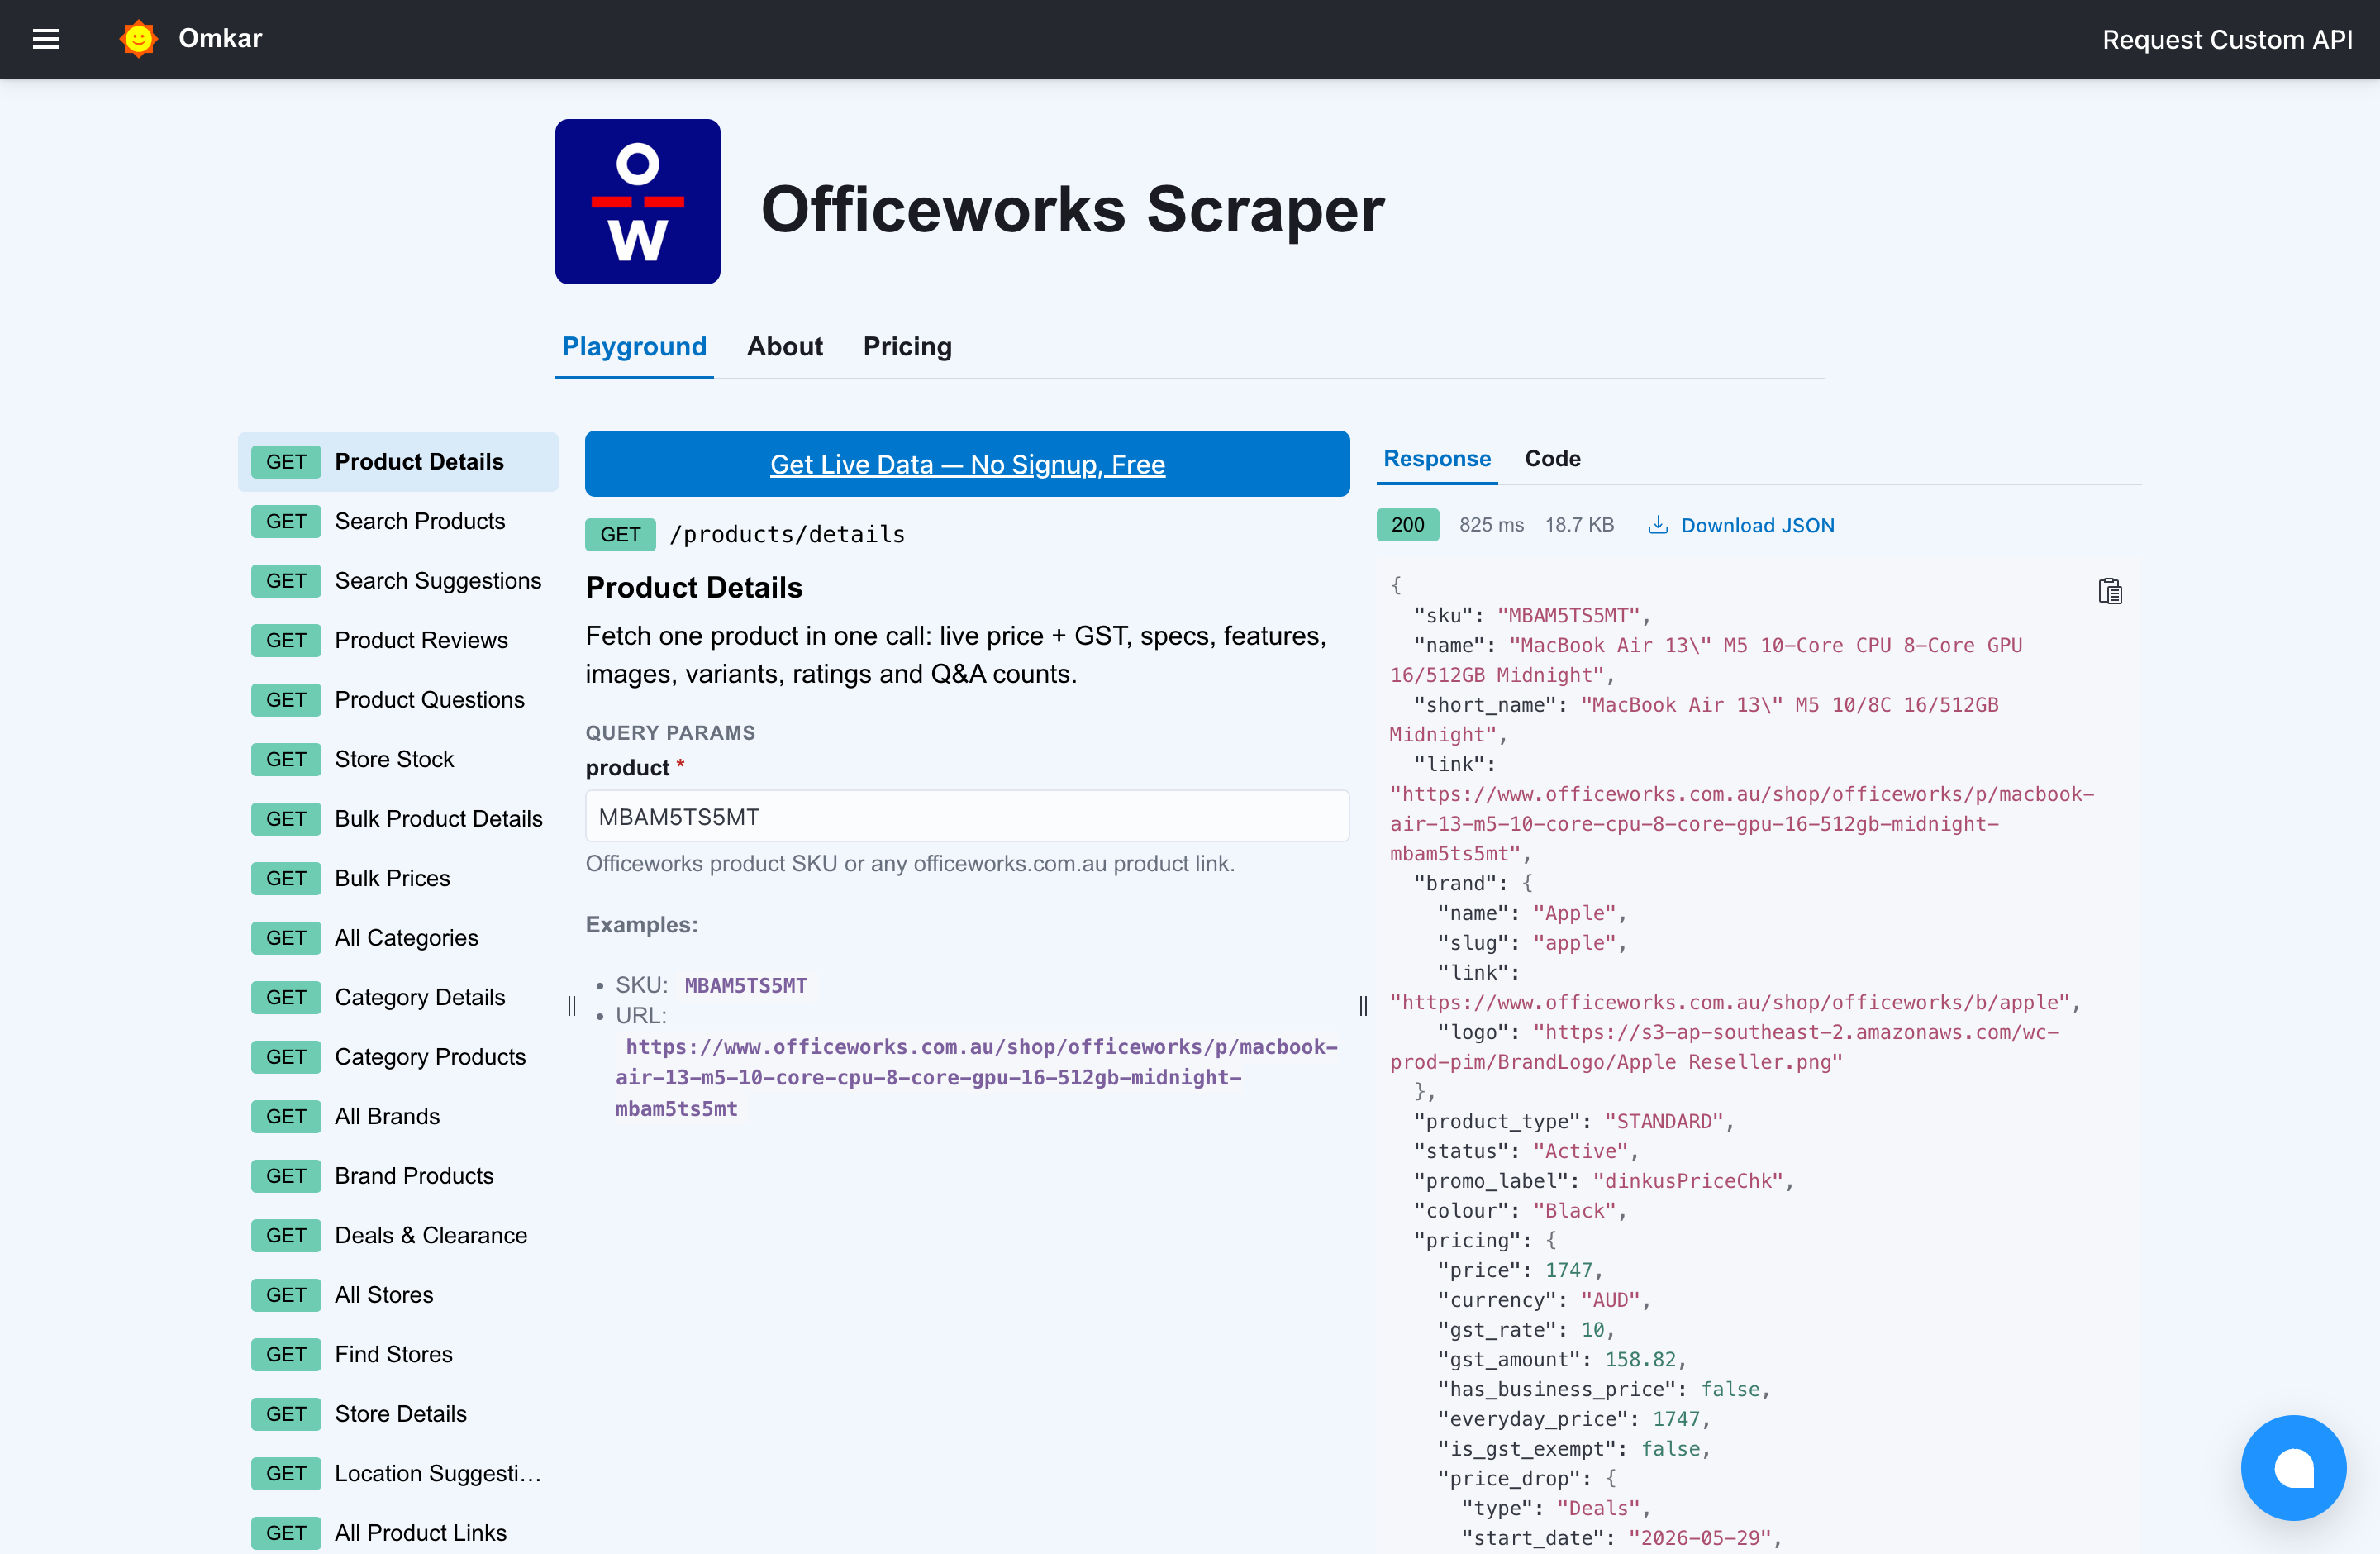 Omkar
Request Custom API
O
W
Officeworks Scraper
Playground
About
Pricing
GET Product Details
GET Search Products
GET Search Suggestions
GET Product Reviews
GET Product Questions
GET Store Stock
GET Bulk Product Details
GET Bulk Prices
GET All Categories
GET Category Details
GET Category Products
GET All Brands
GET Brand Products
GET Deals & Clearance
GET All Stores
GET Find Stores
GET Store Details
GET Location Suggesti...
GET All Product Links
Get Live Data — No Signup, Free
GET /products/details
Product Details
Fetch one product in one call: live price + GST, specs, features,
images, variants, ratings and Q&A counts.
QUERY PARAMS
product *
MBAM5TS5MT
Officeworks product SKU or any officeworks.com.au product link.
Examples:
• SKU: MBAM5TS5MT
• URL:
https://www.officeworks.com.au/shop/officeworks/p/macbook-
air-13-m5-10-core-cpu-8-core-gpu-16-512gb-midnight-
mbam5ts5mt
Response
Code
200 825 ms 18.7 KB Download JSON
{
"sku": "MBAM5TS5MT",
"name": "MacBook Air 13\" M5 10-Core CPU 8-Core GPU
16/512GB Midnight",
"short_name": "MacBook Air 13\" M5 10/8C 16/512GB
Midnight",
"link":
"https://www.officeworks.com.au/shop/officeworks/p/macbook-
air-13-m5-10-core-cpu-8-core-gpu-16-512gb-midnight-
mbam5ts5mt",
"brand": {
"name": "Apple",
"slug": "apple",
"link":
"https://www.officeworks.com.au/shop/officeworks/b/apple",
"logo": "https://s3-ap-southeast-2.amazonaws.com/wc-
prod-pim/BrandLogo/Apple Reseller.png"
},
"product_type": "STANDARD",
"status": "Active",
"promo_label": "dinkusPriceChk",
"colour": "Black",
"pricing": {
"price": 1747,
"currency": "AUD",
"gst_rate": 10,
"gst_amount": 158.82,
"has_business_price": false,
"everyday_price": 1747,
"is_gst_exempt": false,
"price_drop": {
"type": "Deals",
"start_date": "2026-05-29",